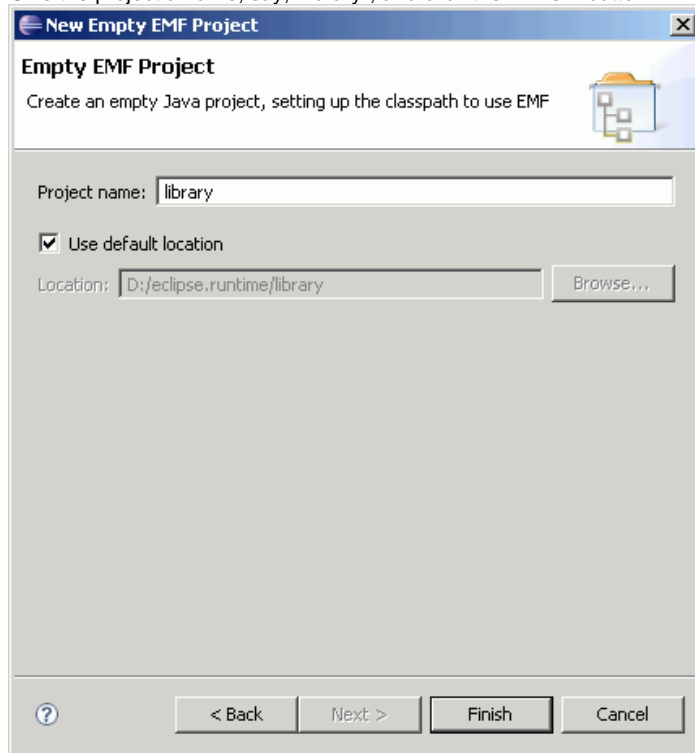 New Empty EMF Project
Empty EMF Project
Create an empty Java project, setting up the classpath to use EMF
Project name: library
Use default location
Location: D:/eclipse.runtime/library Browse...
< Back Next > Finish Cancel